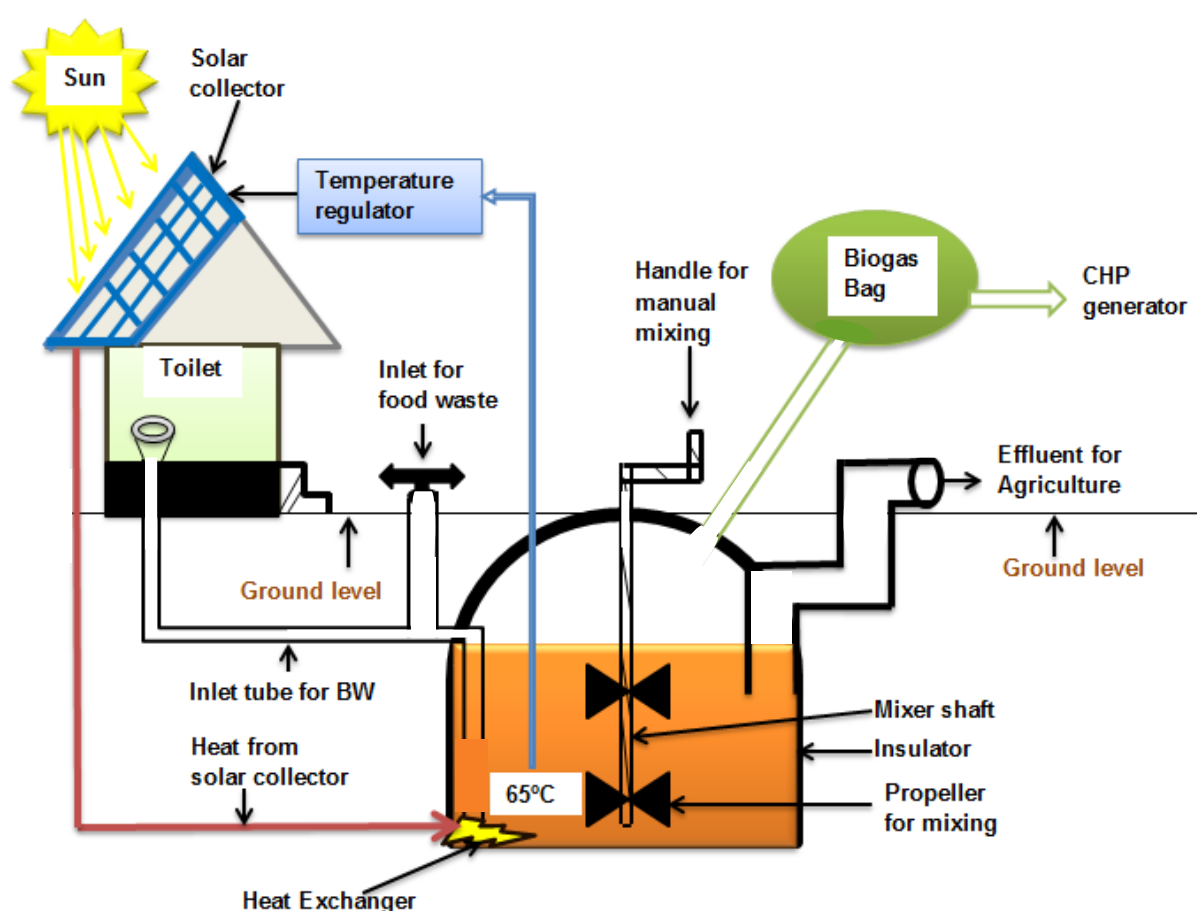 Sun
Solar
collector
Temperature
regulator
Handle for
manual
mixing
Biogas
Bag
CHP
generator
Toilet
Inlet for
food waste
Effluent for
Agriculture
Ground level
Ground level
Inlet tube for BW
Heat from
solar collector
65ºC
Mixer shaft
Insulator
Propeller
for mixing
Heat Exchanger